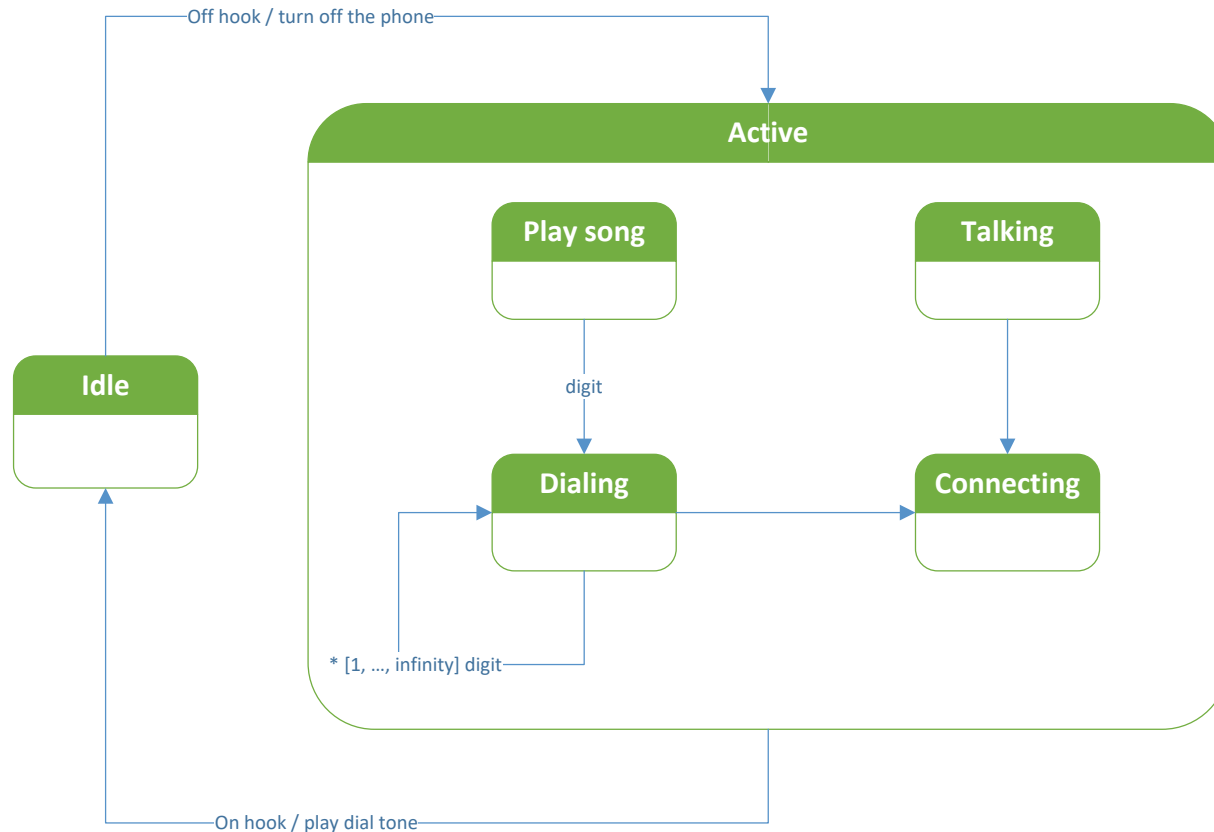 Off hook / turn off the phone
Active
Play song
Talking
Idle
digit
Dialing
Connecting
* [1, ..., infinity] digit
On hook / play dial tone